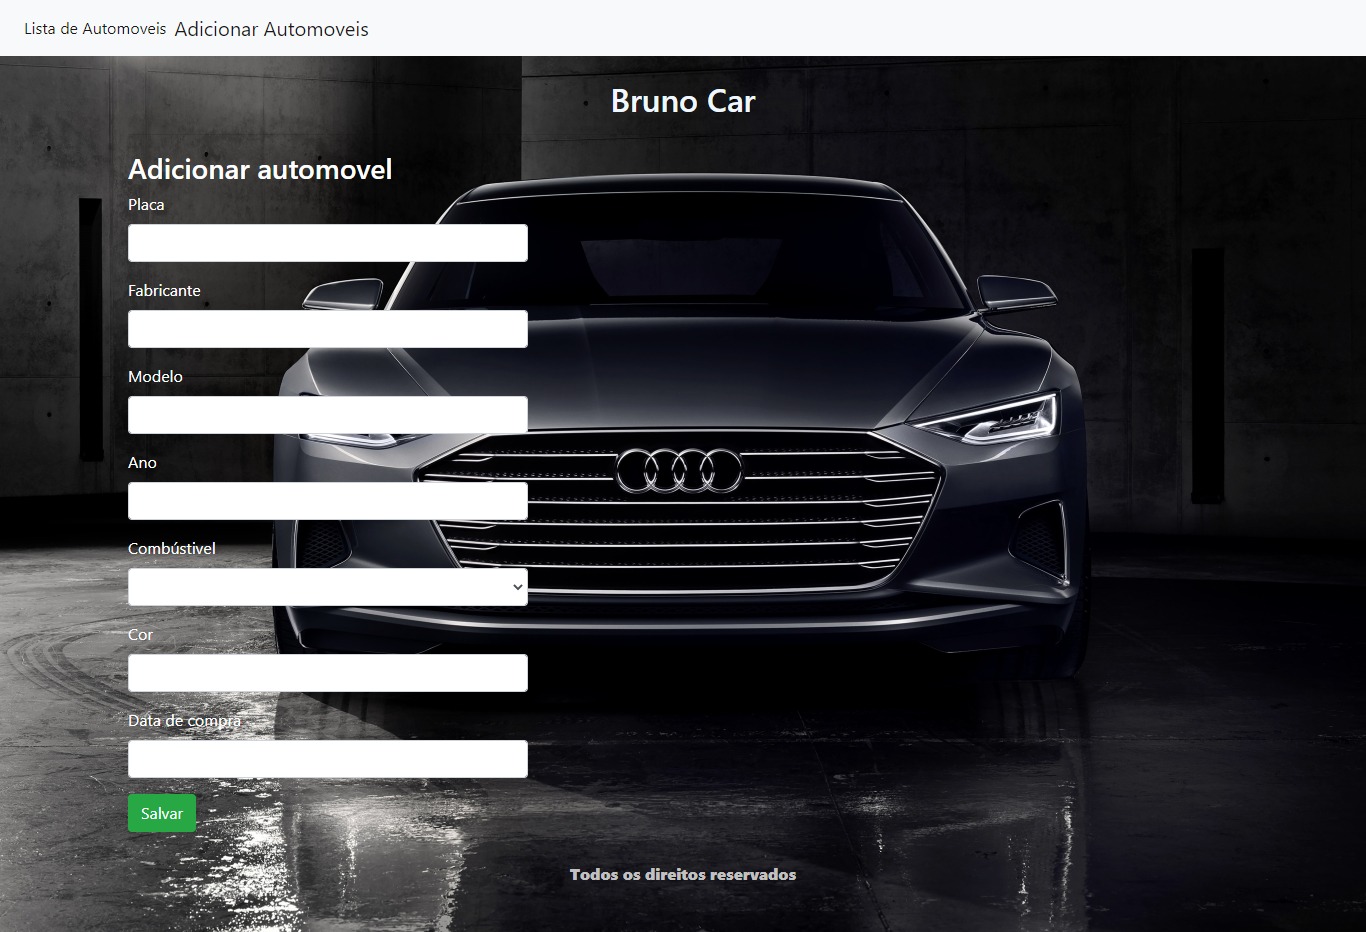 Lista de Automoveis Adicionar Automoveis
Bruno Car
Adicionar automovel
Placa
Fabricante
Modelo
Ano
Combústivel
Cor
Data de compra
Salvar
Todos os direitos reservados